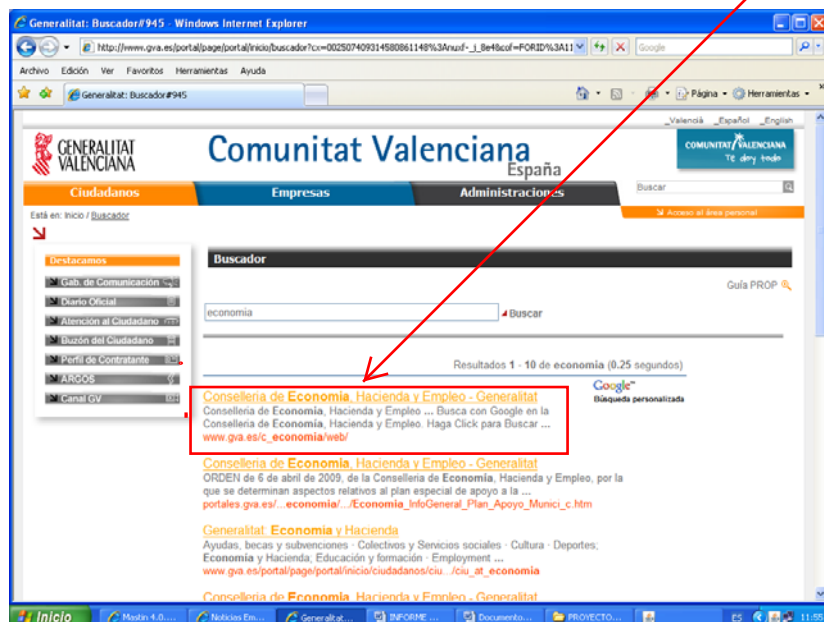 Generalitat: Buscador#945 - Windows Internet Explorer
http://www.gva.es/portal/page/portal/inicio/buscador?cx=002507409314580861148%3Anuxf-_j_8e4&cof=FORID%3A11
Google
Archivo Edición Ver Favoritos Herramientas Ayuda
Generalitat: Buscador#945
Página
Herramientas
_Valencià _Español _English
GENERALITAT
VALENCIANA
Comunitat Valenciana
España
COMUNITAT VALENCIANA
Te doy todo
Ciudadanos
Empresas
Administraciones
Buscar
Está en: Inicio / Buscador
Acceso al área personal
Destacamos
Gab. de Comunicación
Diario Oficial
Atención al Ciudadano
Buzón del Ciudadano
Perfil de Contratante
ARGOS
Canal GV
Buscador
Guía PROP
economia
Buscar
Resultados 1 - 10 de economia (0.25 segundos)
Google™
Búsqueda personalizada
Conselleria de Economia, Hacienda y Empleo - Generalitat
Conselleria de Economia, Hacienda y Empleo ... Busca con Google en la
Conselleria de Economia, Hacienda y Empleo. Haga Click para Buscar ...
www.gva.es/c_economia/web/
Conselleria de Economia, Hacienda y Empleo - Generalitat
ORDEN de 6 de abril de 2009, de la Conselleria de Economia, Hacienda y Empleo, por la
que se determinan aspectos relativos al plan especial de apoyo a la ...
portales.gva.es/...economia/.../Economia_InfoGeneral_Plan_Apoyo_Munici_c.htm
Generalitat: Economia y Hacienda
Ayudas, becas y subvenciones · Colectivos y Servicios sociales · Cultura · Deportes;
Economia y Hacienda; Educación y formación · Employment ...
www.gva.es/portal/page/portal/inicio/ciudadanos/ciu.../ciu_at_economia
Conselleria de Economia, Hacienda y Empleo - Generalitat
Inicio
Mastin 4.0....
Noticias Em...
Generalitat...
INFORME ...
Documento...
PROYECTO...
ES
11:55